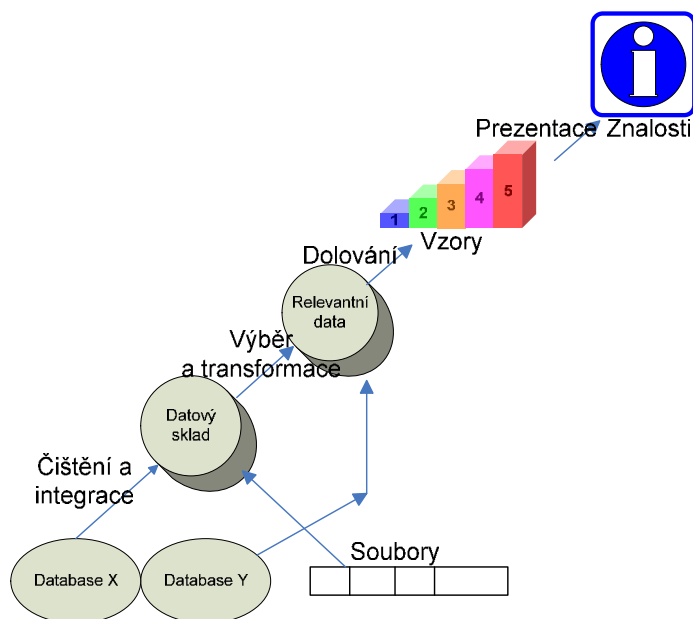 Prezentace Znalosti
1 2 3 4 5
Vzory
Dolování
Relevantní
data
Výběr
a transformace
Datový
sklad
Čištění a
integrace
Soubory
Database X
Database Y